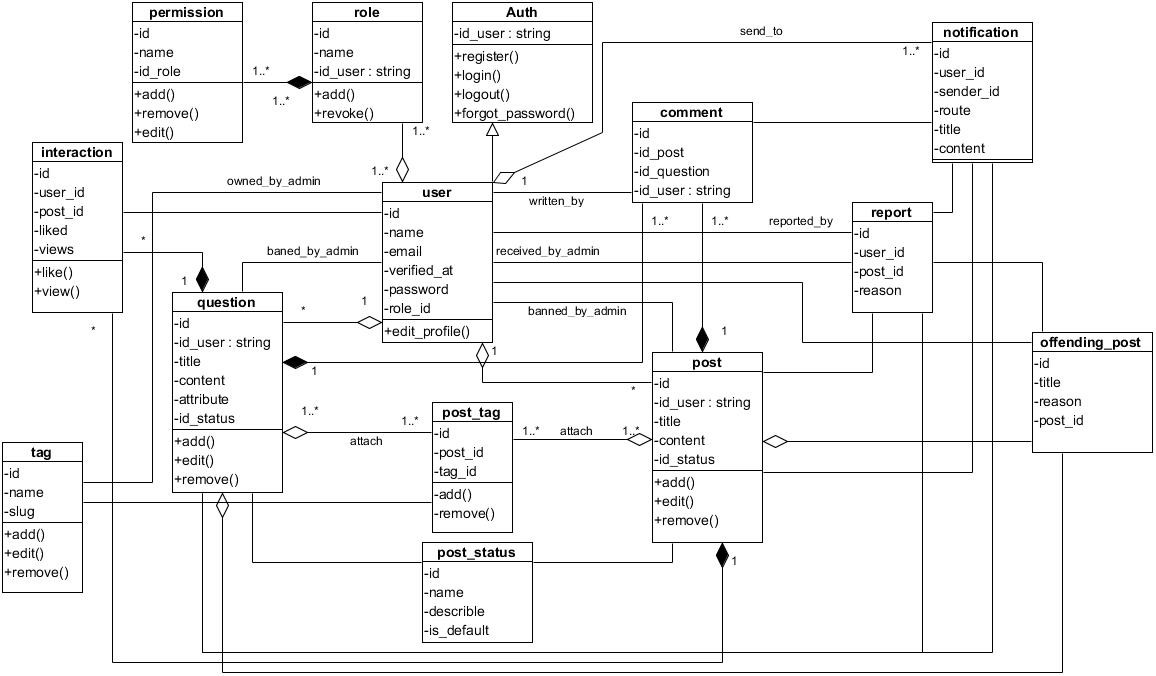 permission
-id
-name
-id_role
+add()
+remove()
+edit()
1..*
1..*
role
-id
-name
-id_user : string
+add()
+revoke()
1..*
1..*
Auth
-id_user : string
+register()
+login()
+logout()
+forgot_password()
send_to
1..*
1
notification
-id
-user_id
-sender_id
-route
-title
-content
comment
-id
-id_post
-id_question
-id_user : string
written_by
1..*
1..*
interaction
-id
-user_id
-post_id
-liked
-views
+like()
+view()
*
*
1
owned_by_admin
user
-id
-name
-email
-verified_at
-password
-role_id
+edit_profile()
reported_by
report
-id
-user_id
-post_id
-reason
baned_by_admin
received_by_admin
banned_by_admin
question
-id
-id_user : string
-title
-content
-attribute
-id_status
+add()
+edit()
+remove()
*
1
1
1
*
1
1..*
1..*
attach
post
-id
-id_user : string
-title
-content
-id_status
+add()
+edit()
+remove()
1
offending_post
-id
-title
-reason
-post_id
post_tag
-id
-post_id
-tag_id
-add()
-remove()
1..*
attach
1..*
tag
-id
-name
-slug
+add()
+edit()
+remove()
post_status
-id
-name
-describle
-is_default